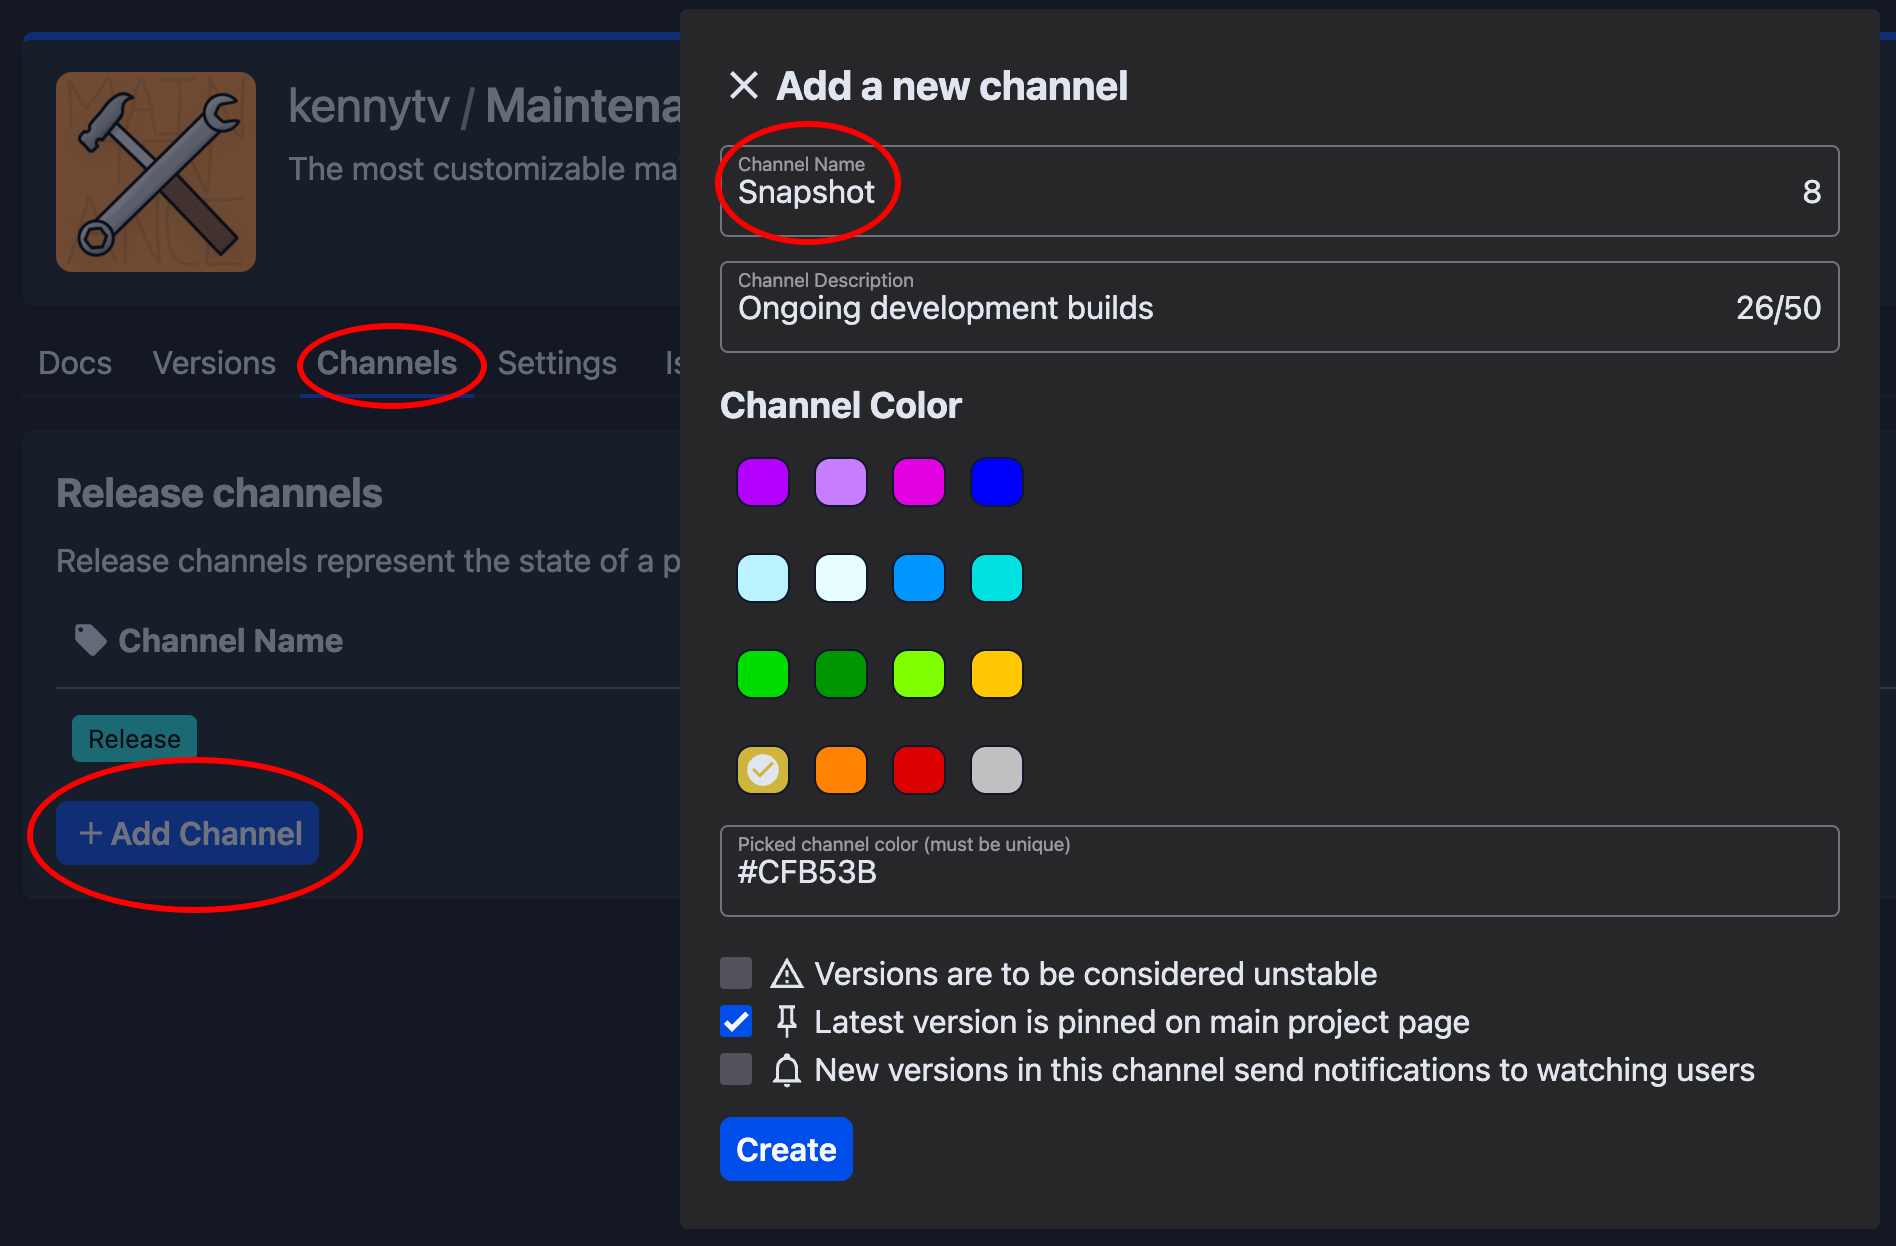 MAIN
TEN
ANCE
kennytv / Maintena
The most customizable ma
Docs Versions Channels Settings Is
Release channels
Release channels represent the state of a p
Channel Name
Release
+ Add Channel
Add a new channel
Channel Name
Snapshot 8
Channel Description
Ongoing development builds 26/50
Channel Color
Picked channel color (must be unique)
#CFB53B
Versions are to be considered unstable
Latest version is pinned on main project page
New versions in this channel send notifications to watching users
Create